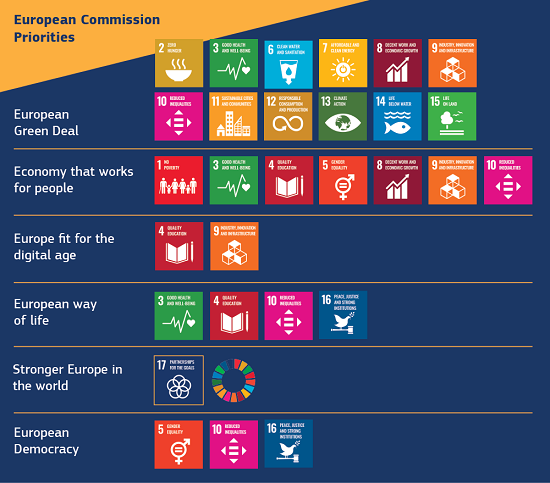 European Commission
Priorities
2 ZERO
HUNGER
3 GOOD HEALTH
AND WELL-BEING
6 CLEAN WATER
AND SANITATION
7 AFFORDABLE AND
CLEAN ENERGY
8 DECENT WORK AND
ECONOMIC GROWTH
9 INDUSTRY, INNOVATION
AND INFRASTRUCTURE
European
Green Deal
10 REDUCED
INEQUALITIES
11 SUSTAINABLE CITIES
AND COMMUNITIES
12 RESPONSIBLE
CONSUMPTION
AND PRODUCTION
13 CLIMATE
ACTION
14 LIFE
BELOW WATER
15 LIFE
ON LAND
Economy that works
for people
1 NO
POVERTY
3 GOOD HEALTH
AND WELL-BEING
4 QUALITY
EDUCATION
5 GENDER
EQUALITY
8 DECENT WORK AND
ECONOMIC GROWTH
9 INDUSTRY, INNOVATION
AND INFRASTRUCTURE
10 REDUCED
INEQUALITIES
Europe fit for the
digital age
4 QUALITY
EDUCATION
9 INDUSTRY, INNOVATION
AND INFRASTRUCTURE
European way
of life
3 GOOD HEALTH
AND WELL-BEING
4 QUALITY
EDUCATION
10 REDUCED
INEQUALITIES
16 PEACE, JUSTICE
AND STRONG
INSTITUTIONS
Stronger Europe in
the world
17 PARTNERSHIPS
FOR THE GOALS
European
Democracy
5 GENDER
EQUALITY
10 REDUCED
INEQUALITIES
16 PEACE, JUSTICE
AND STRONG
INSTITUTIONS